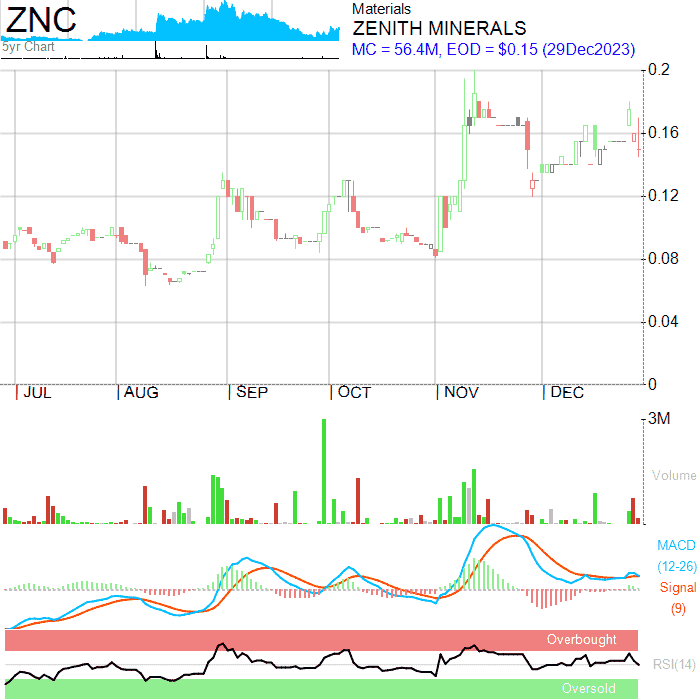 ZNC
5yr Chart
Materials
ZENITH MINERALS
MC = 56.4M, EOD = $0.15 (29Dec2023)
0.2
0.16
0.12
0.08
0.04
0
JUL AUG SEP OCT NOV DEC
3M
Volume
MACD
(12-26)
Signal
(9)
Overbought
RSI(14)
Oversold